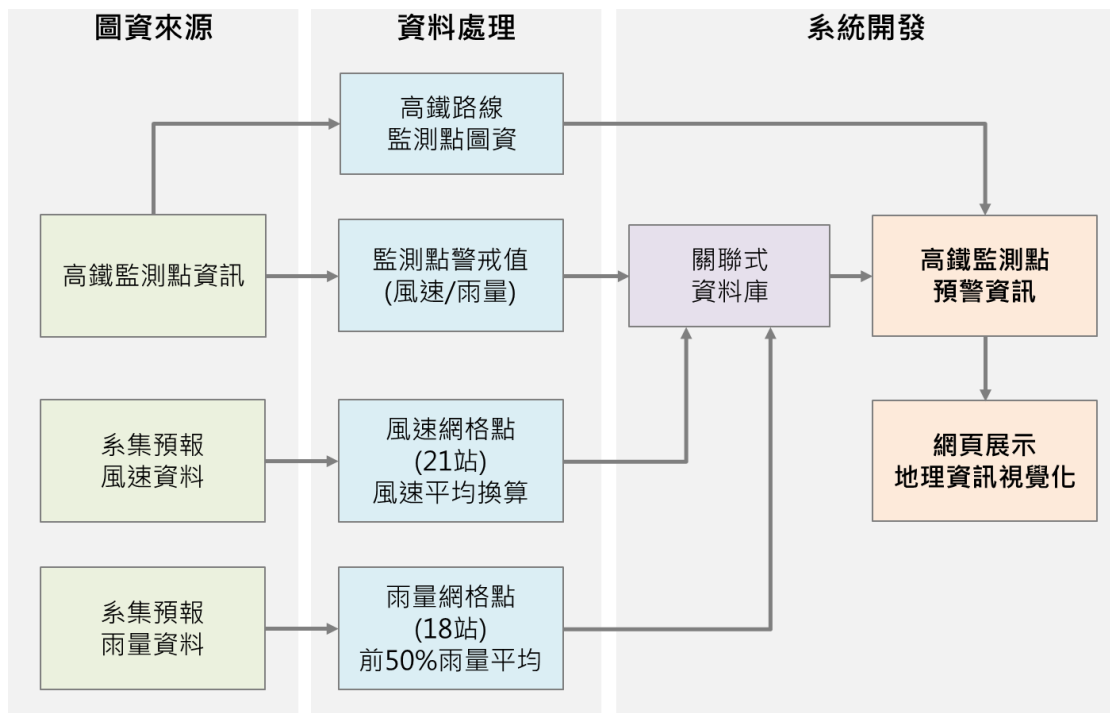 圖資來源
資料處理
系統開發
高鐵路線
監測點圖資
高鐵監測點資訊
監測點警戒值
(風速/雨量)
關聯式
資料庫
高鐵監測點
預警資訊
系集預報
風速資料
風速網格點
(21站)
風速平均換算
網頁展示
地理資訊視覺化
系集預報
雨量資料
雨量網格點
(18站)
前50%雨量平均